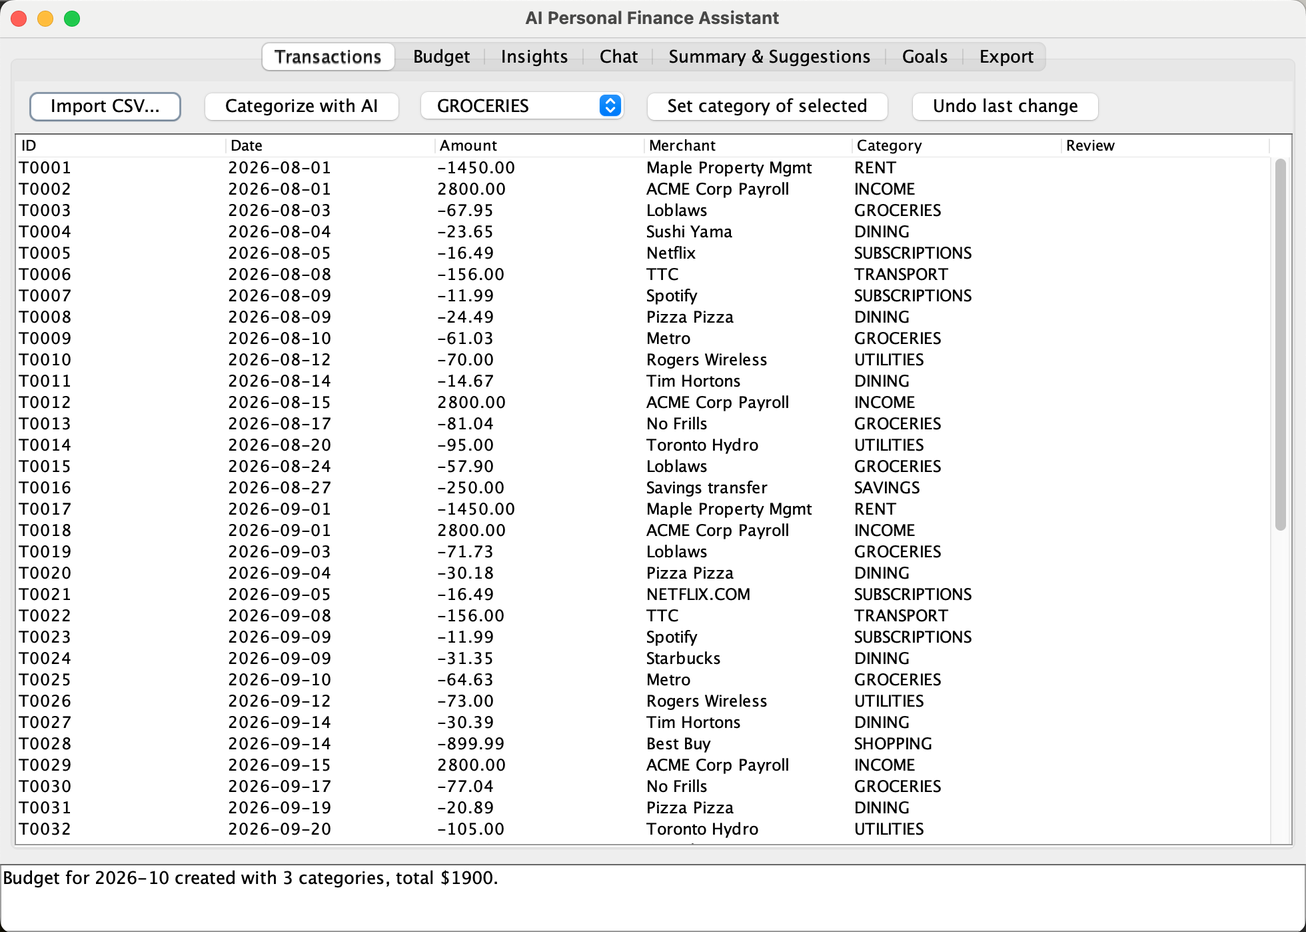 AI Personal Finance Assistant
Transactions Budget Insights Chat Summary & Suggestions Goals Export
Import CSV... Categorize with AI GROCERIES Set category of selected Undo last change
ID Date Amount Merchant Category Review
T0001 2026-08-01 -1450.00 Maple Property Mgmt RENT
T0002 2026-08-01 2800.00 ACME Corp Payroll INCOME
T0003 2026-08-03 -67.95 Loblaws GROCERIES
T0004 2026-08-04 -23.65 Sushi Yama DINING
T0005 2026-08-05 -16.49 Netflix SUBSCRIPTIONS
T0006 2026-08-08 -156.00 TTC TRANSPORT
T0007 2026-08-09 -11.99 Spotify SUBSCRIPTIONS
T0008 2026-08-09 -24.49 Pizza Pizza DINING
T0009 2026-08-10 -61.03 Metro GROCERIES
T0010 2026-08-12 -70.00 Rogers Wireless UTILITIES
T0011 2026-08-14 -14.67 Tim Hortons DINING
T0012 2026-08-15 2800.00 ACME Corp Payroll INCOME
T0013 2026-08-17 -81.04 No Frills GROCERIES
T0014 2026-08-20 -95.00 Toronto Hydro UTILITIES
T0015 2026-08-24 -57.90 Loblaws GROCERIES
T0016 2026-08-27 -250.00 Savings transfer SAVINGS
T0017 2026-09-01 -1450.00 Maple Property Mgmt RENT
T0018 2026-09-01 2800.00 ACME Corp Payroll INCOME
T0019 2026-09-03 -71.73 Loblaws GROCERIES
T0020 2026-09-04 -30.18 Pizza Pizza DINING
T0021 2026-09-05 -16.49 NETFLIX.COM SUBSCRIPTIONS
T0022 2026-09-08 -156.00 TTC TRANSPORT
T0023 2026-09-09 -11.99 Spotify SUBSCRIPTIONS
T0024 2026-09-09 -31.35 Starbucks DINING
T0025 2026-09-10 -64.63 Metro GROCERIES
T0026 2026-09-12 -73.00 Rogers Wireless UTILITIES
T0027 2026-09-14 -30.39 Tim Hortons DINING
T0028 2026-09-14 -899.99 Best Buy SHOPPING
T0029 2026-09-15 2800.00 ACME Corp Payroll INCOME
T0030 2026-09-17 -77.04 No Frills GROCERIES
T0031 2026-09-19 -20.89 Pizza Pizza DINING
T0032 2026-09-20 -105.00 Toronto Hydro UTILITIES
Budget for 2026-10 created with 3 categories, total $1900.